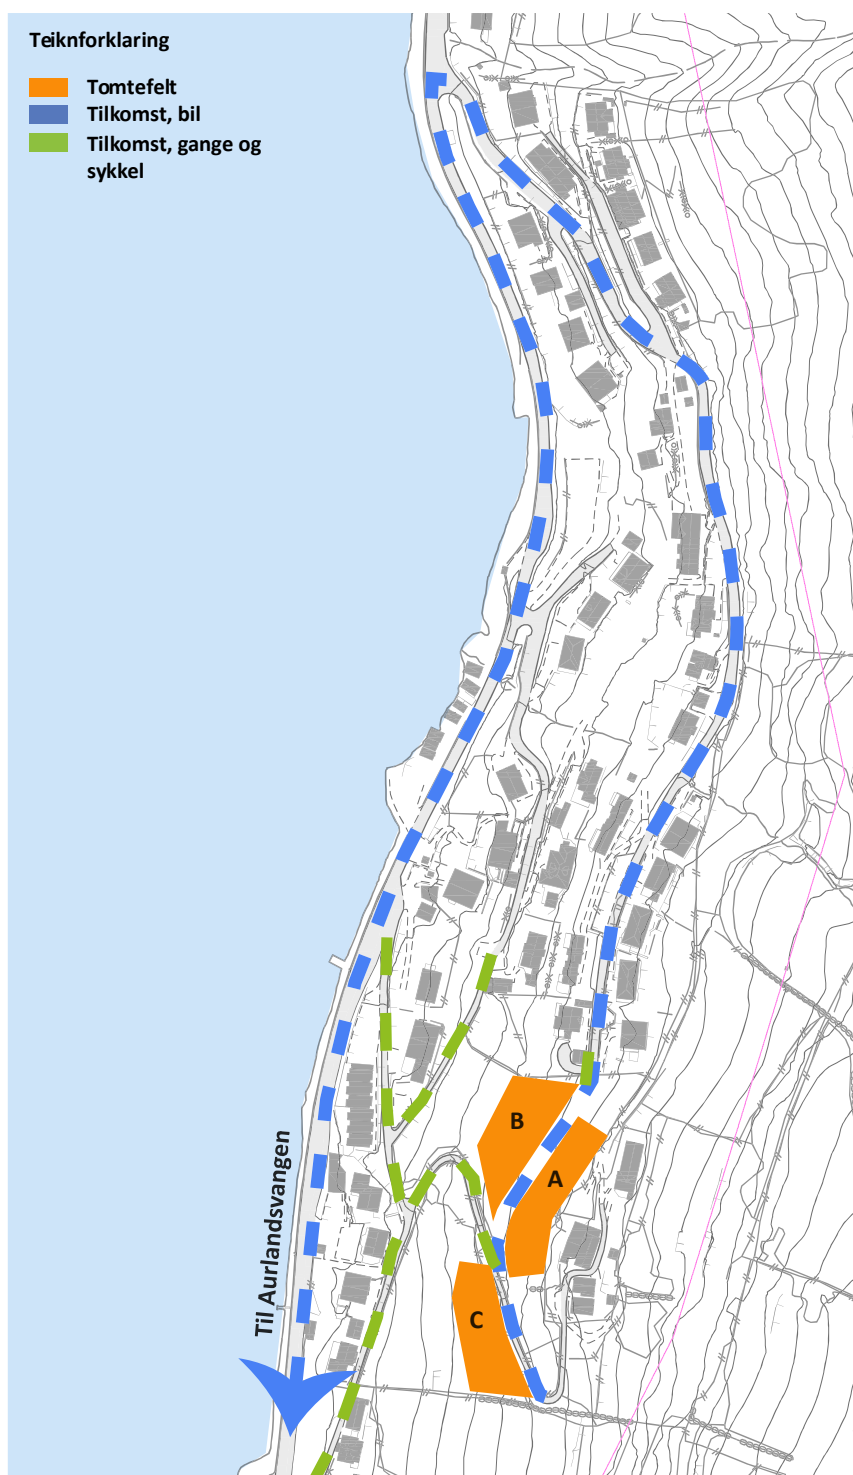 Teiknforklaring
Tomtefelt
Tilkomst, bil
Tilkomst, gange og
sykkel
B
A
C
Til Aurlandsvangen